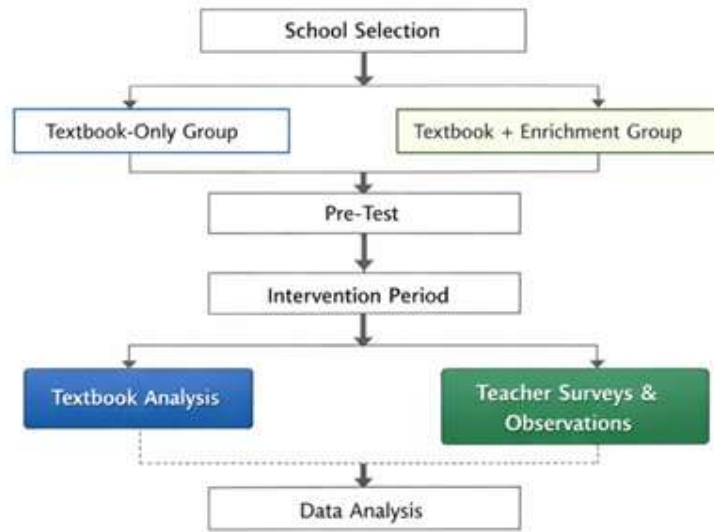 School Selection
Textbook-Only Group
Textbook + Enrichment Group
Pre-Test
Intervention Period
Textbook Analysis
Teacher Surveys &
Observations
Data Analysis